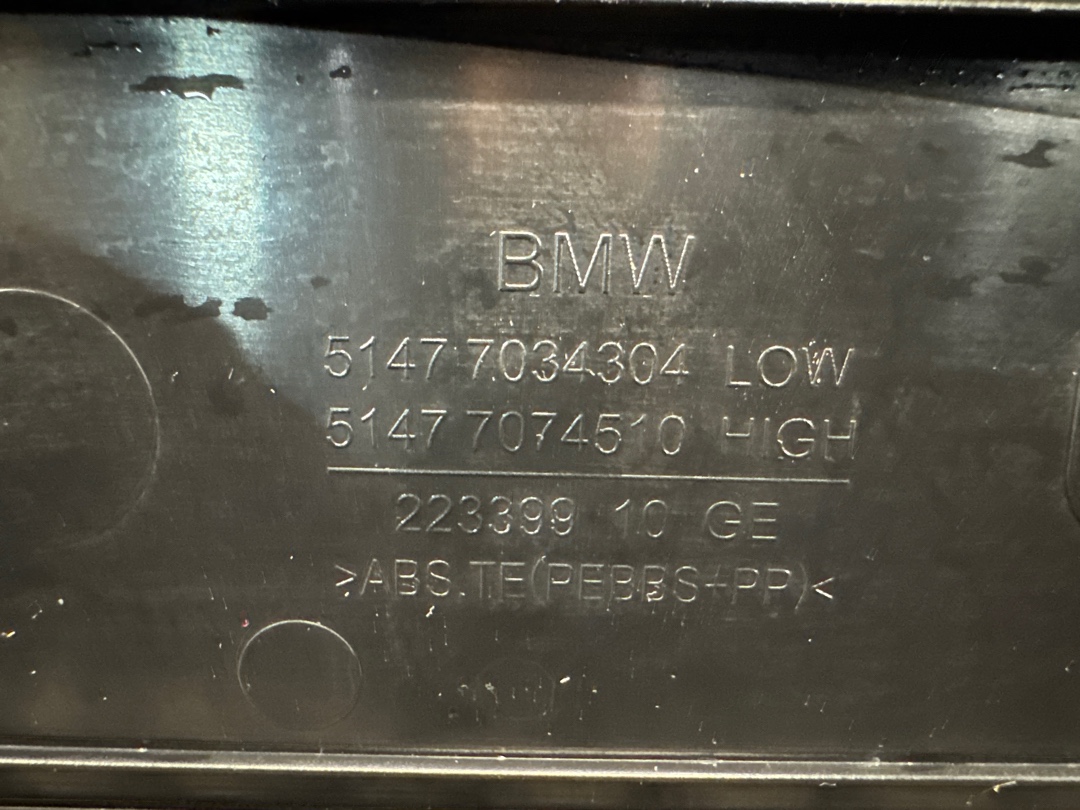 BMW
5147 7034304 LOW
5147 7074510 HIGH
223399 10 GE
>ABS.TE(PEBBS+PP)<